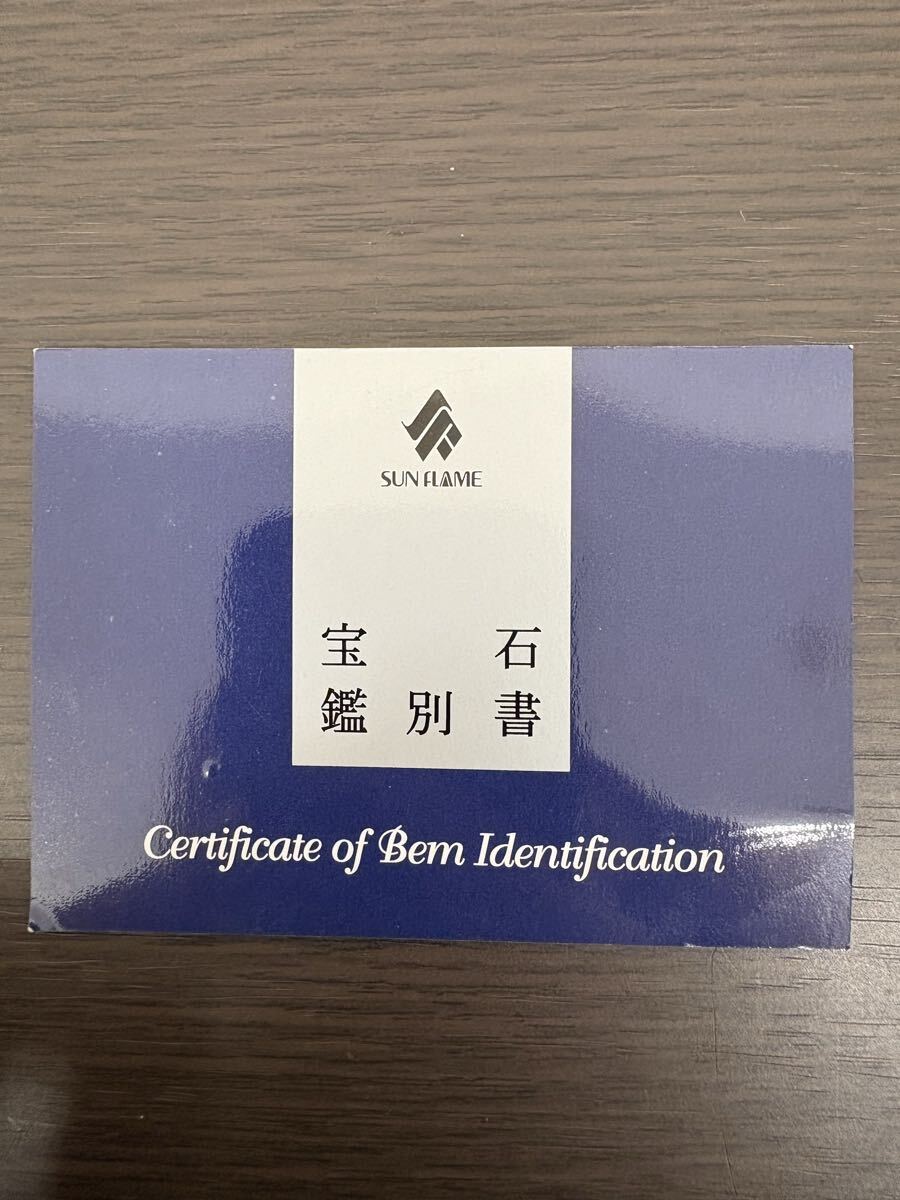 SUN FLAME
宝石
鑑別書
Certificate of Bem Identification